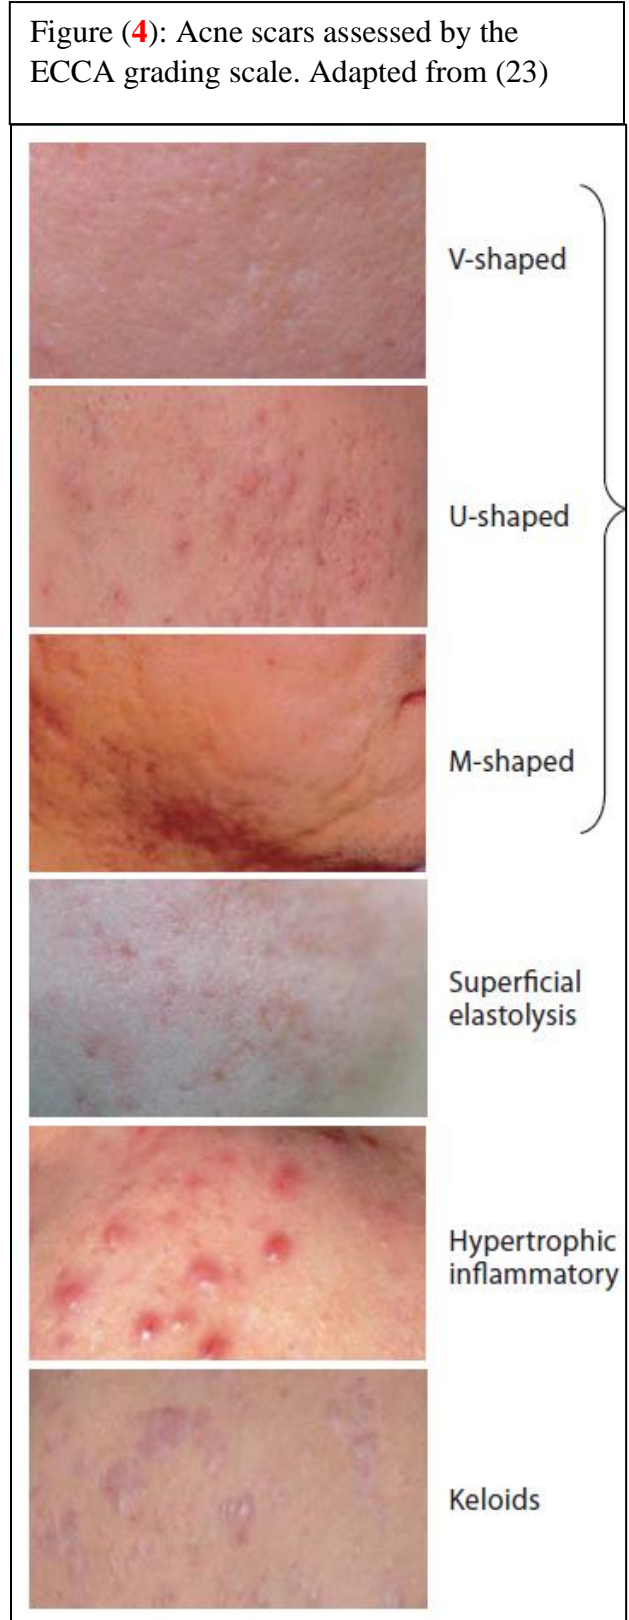 Figure (4): Acne scars assessed by the
ECCA grading scale. Adapted from (23)
V-shaped
U-shaped
M-shaped
Superficial
elastolysis
Hypertrophic
inflammatory
Keloids